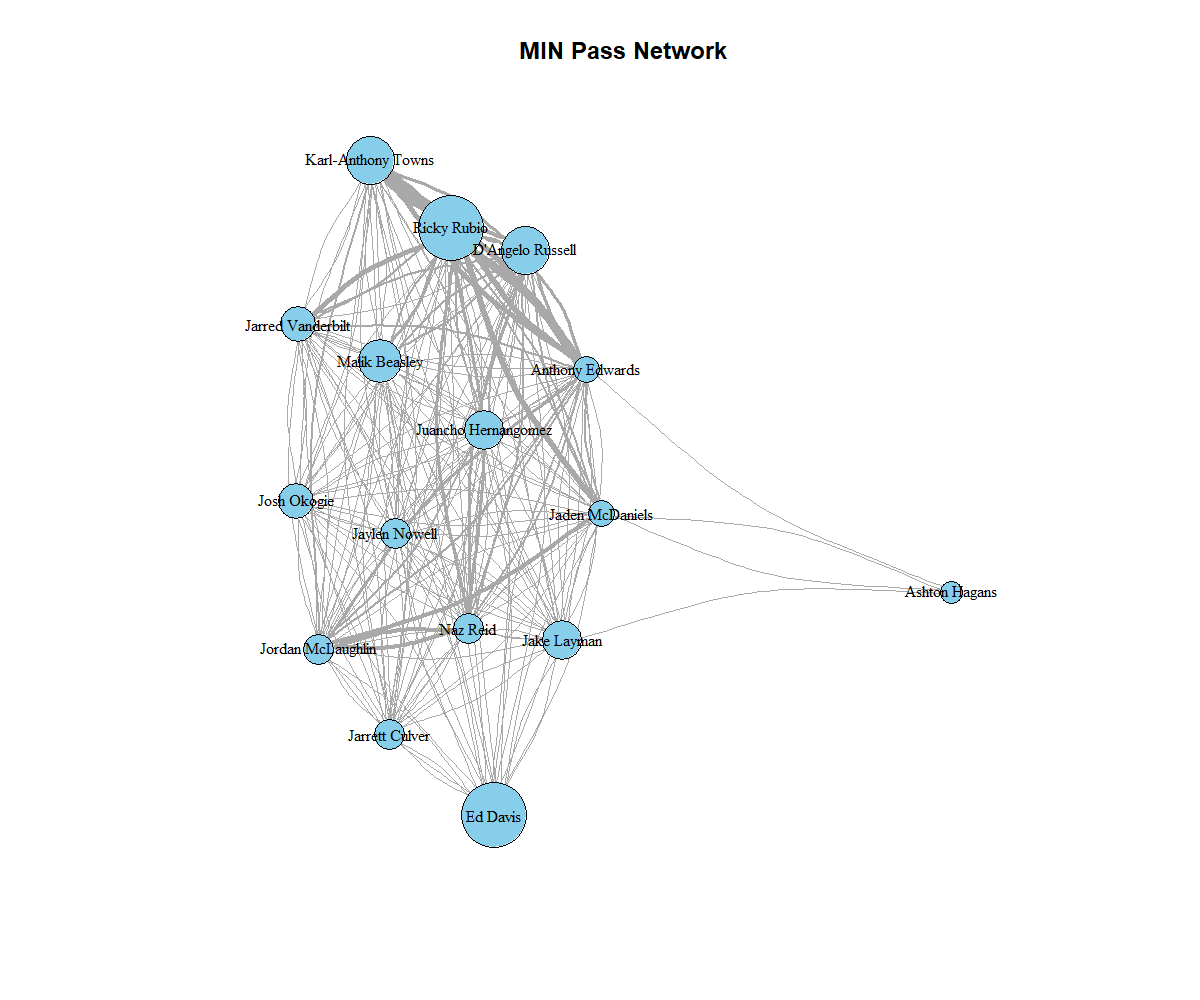 MIN Pass Network
Karl-Anthony Towns
Ricky Rubio
D'Angelo Russell
Jarred Vanderbilt
Malik Beasley
Anthony Edwards
Juancho Hernangomez
Josh Okogie
Jaden McDaniels
Jaylen Nowell
Ashton Hagans
Naz Reid
Jake Layman
Jordan McLaughlin
Jarrett Culver
Ed Davis